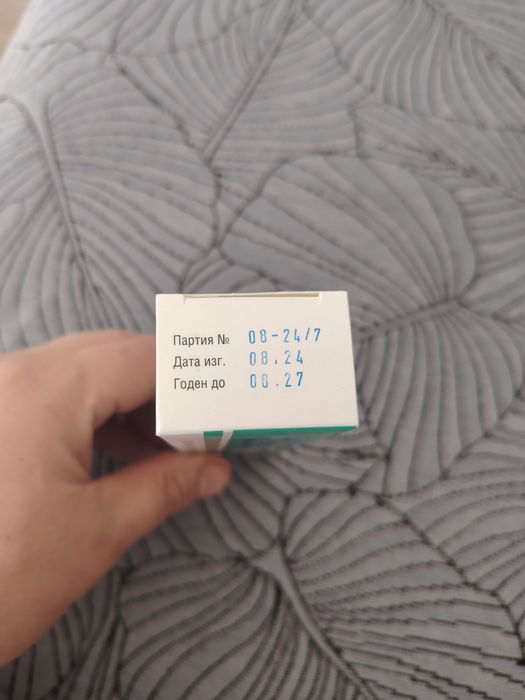 Партия № 08-24/7
Дата изг. 08.24
Годен до 08.27